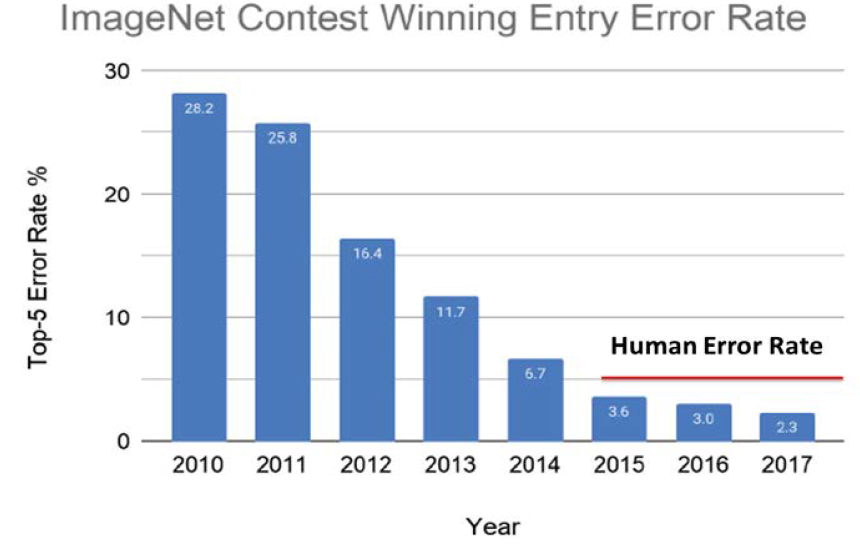 ImageNet Contest Winning Entry Error Rate
30
20
10
0
Top-5 Error Rate %
28.2
25.8
16.4
11.7
6.7
3.6
3.0
2.3
Human Error Rate
2010 2011 2012 2013 2014 2015 2016 2017
Year